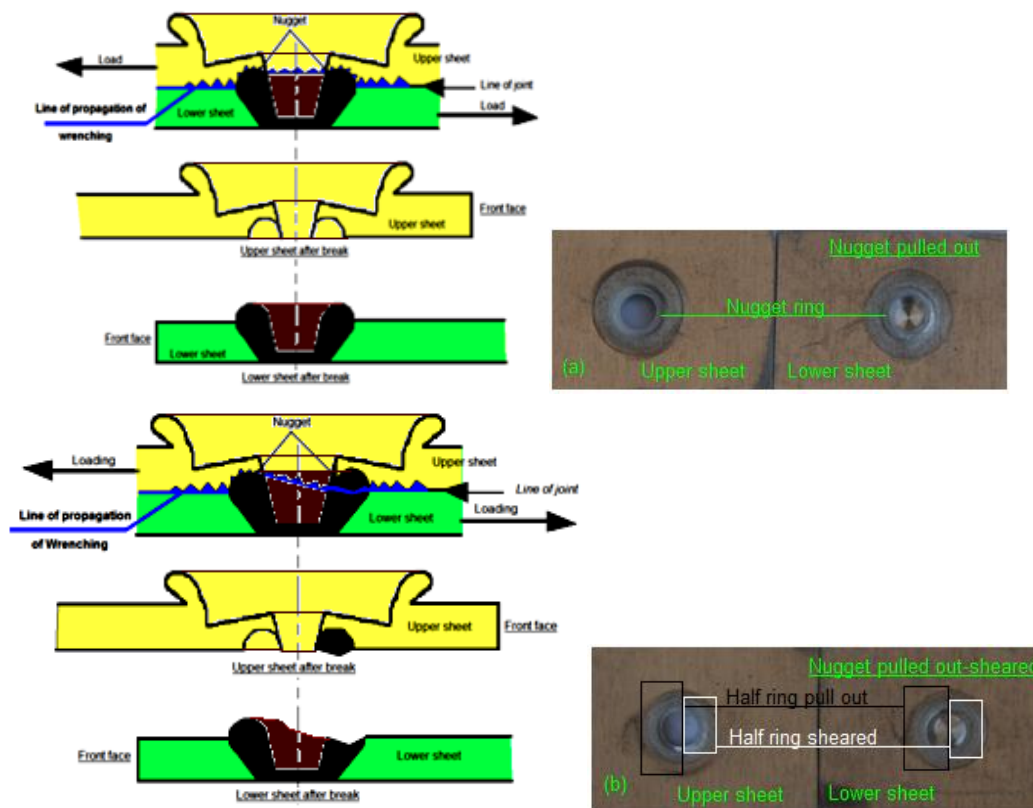 Nugget
Load
Upper sheet
Line of joint
Load
Line of propagation of
wrenching
Lower sheet
Front face
Upper sheet
Upper sheet after break
Front face
Lower sheet
Lower sheet after break
Nugget pulled out
Nugget ring
(a)
Upper sheet
Lower sheet
Nugget
Loading
Upper sheet
Line of joint
Line of propagation
of Wrenching
Lower sheet
Loading
Upper sheet
Front face
Upper sheet after break
Front face
Lower sheet
Lower sheet after break
Nugget pulled out-sheared
Half ring pull out
Half ring sheared
(b)
Upper sheet
Lower sheet